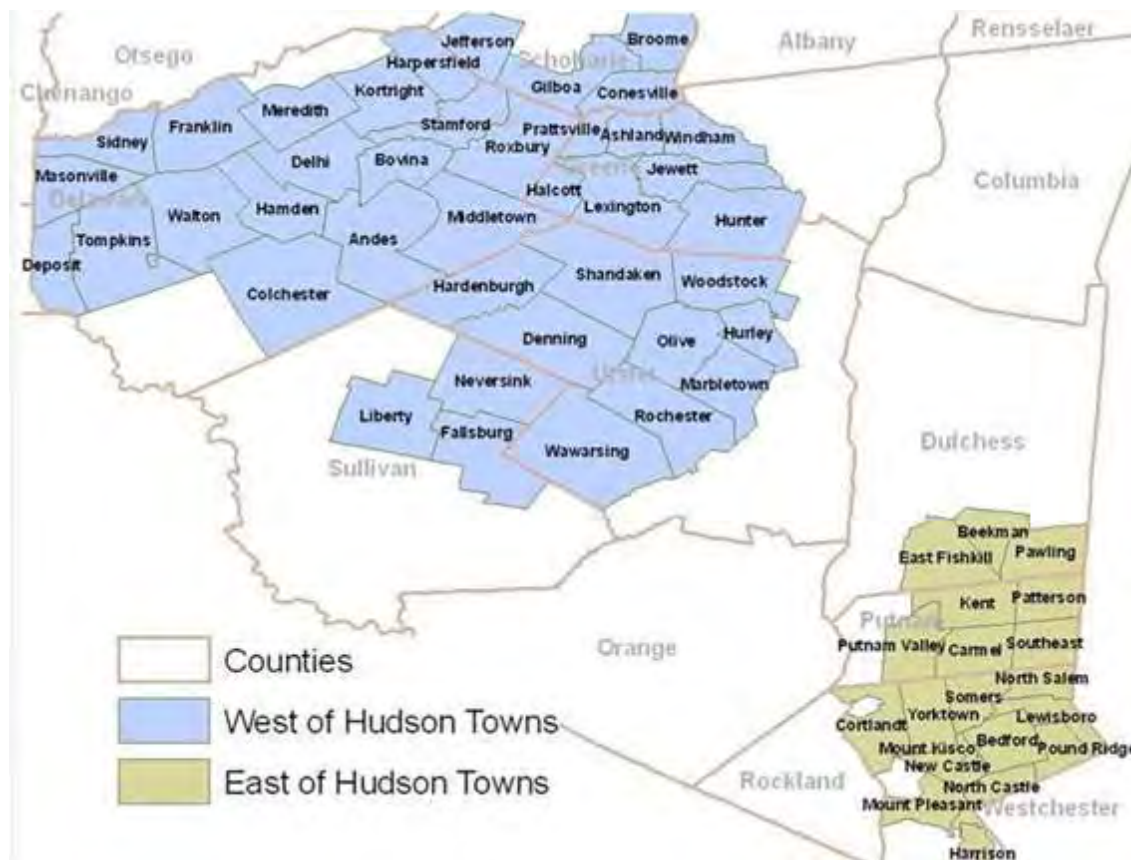 Otsego
Albany
Rensselaer
Chenango
Schoharie
Jefferson
Broome
Harpersfield
Gilboa
Conesville
Kortright
Meredith
Franklin
Stamford
Prattsville
Ashland
Windham
Sidney
Roxbury
Delhi
Bovina
Greene
Jewett
Masonville
Columbia
Delaware
Halcott
Lexington
Hunter
Walton
Hamden
Middletown
Tompkins
Andes
Deposit
Colchester
Hardenburgh
Shandaken
Woodstock
Denning
Olive
Hurley
Neversink
Ulster
Marbletown
Liberty
Rochester
Fallsburg
Wawarsing
Sullivan
Dutchess
Beekman
East Fishkill
Pawling
Kent
Patterson
Putnam
Putnam Valley
Carmel
Southeast
Orange
North Salem
Somers
Cortlandt
Yorktown
Lewisboro
Mount Kisco
Bedford
Pound Ridge
New Castle
Rockland
North Castle
Mount Pleasant
Westchester
Harrison
Counties
West of Hudson Towns
East of Hudson Towns